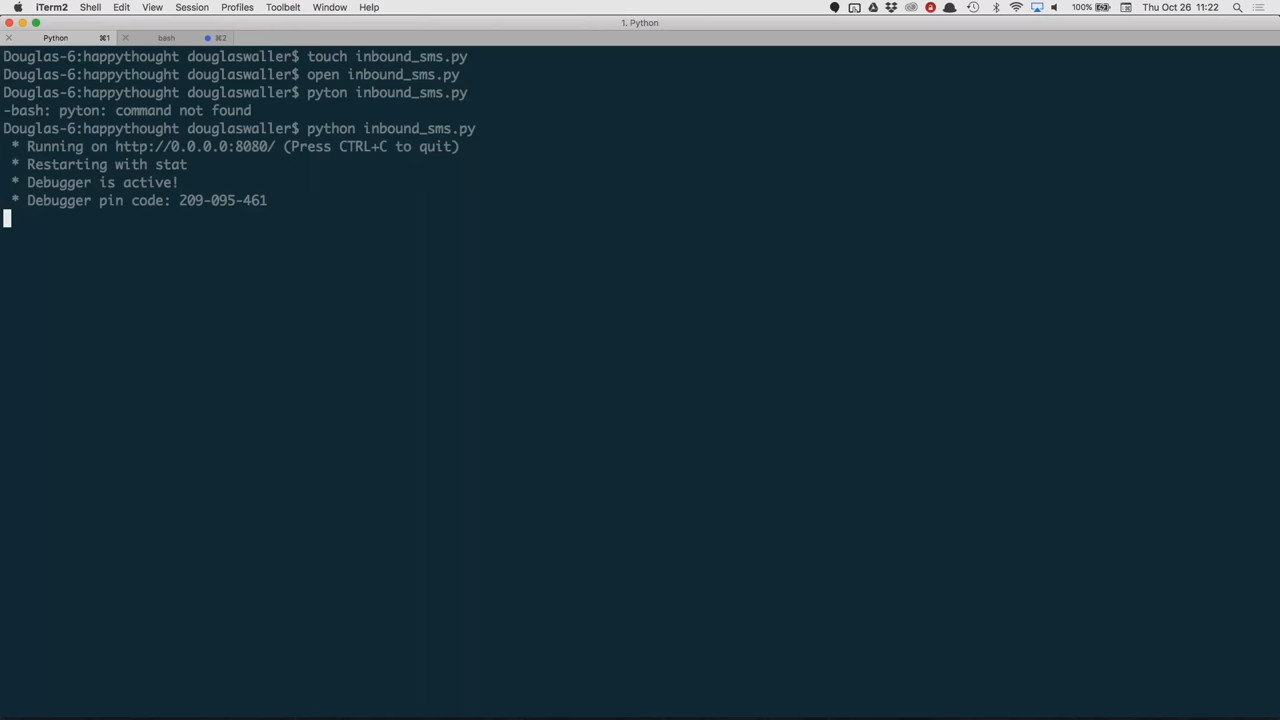 iTerm2 Shell Edit View Session Profiles Toolbelt Window Help 100% Thu Oct 26 11:22
1. Python
Python ⌘1 bash ⌘2
Douglas-6:happythought douglaswaller$ touch inbound_sms.py
Douglas-6:happythought douglaswaller$ open inbound_sms.py
Douglas-6:happythought douglaswaller$ pyton inbound_sms.py
-bash: pyton: command not found
Douglas-6:happythought douglaswaller$ python inbound_sms.py
* Running on http://0.0.0.0:8080/ (Press CTRL+C to quit)
* Restarting with stat
* Debugger is active!
* Debugger pin code: 209-095-461